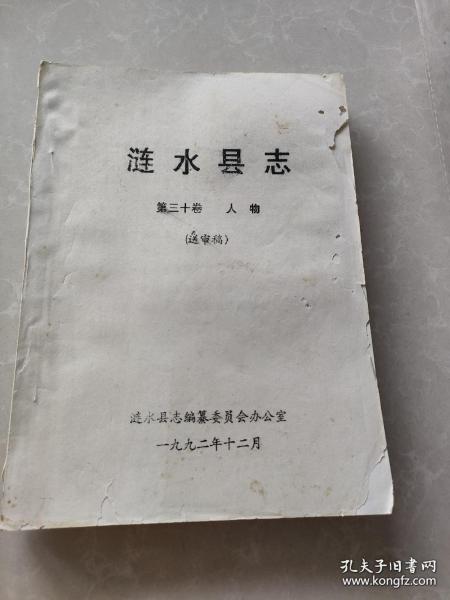 涟水县志
第三十卷 人物
(送审稿)
涟水县志编纂委员会办公室
一九九二年十二月
孔夫子旧书网
www.kongfz.com